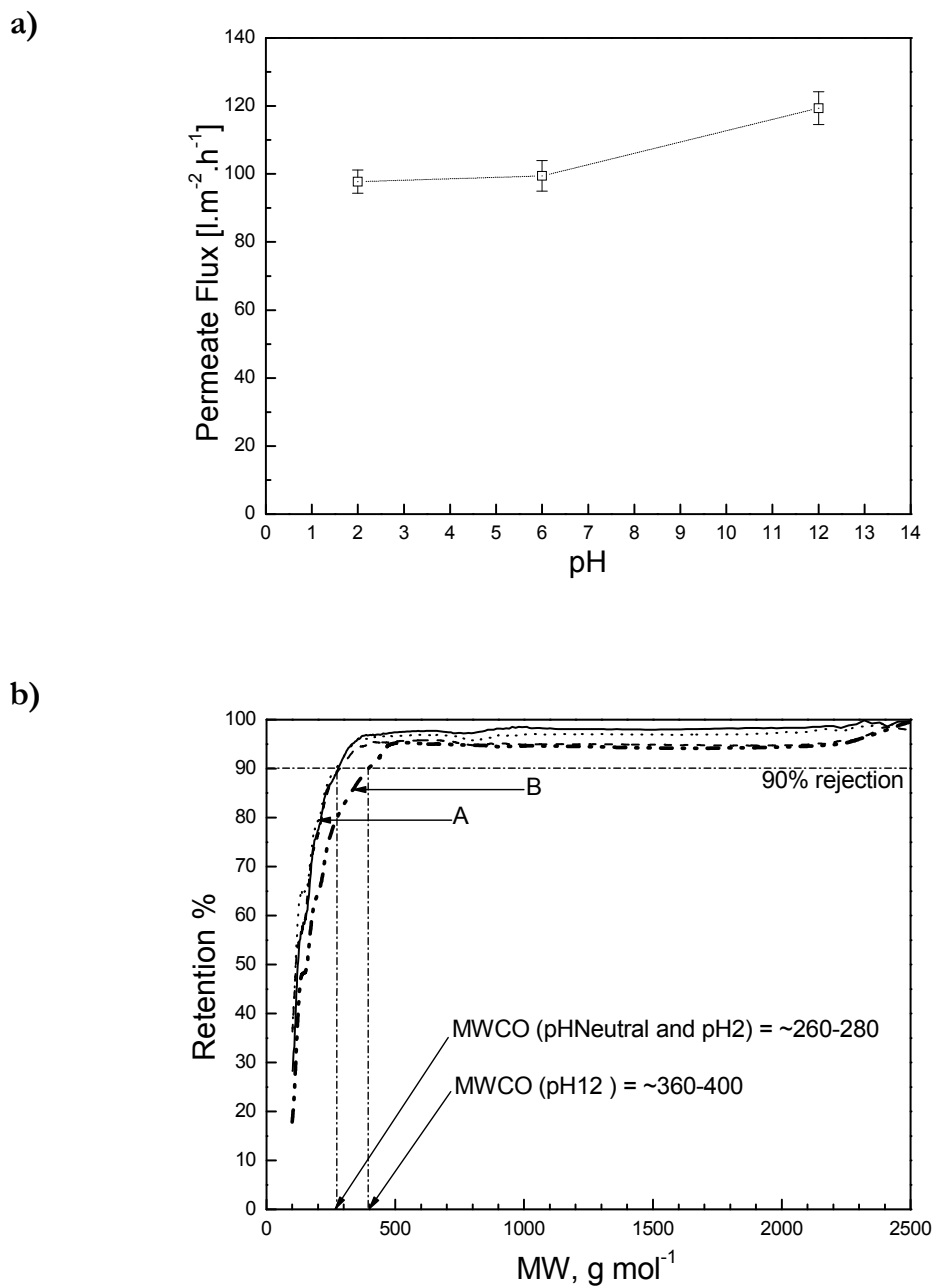 a)
140
120
100
80
60
40
20
0
Permeate Flux [l.m-2.h-1]
0 1 2 3 4 5 6 7 8 9 10 11 12 13 14
pH
b)
100
90
80
70
60
50
40
30
20
10
0
Retention %
90% rejection
B
A
MWCO (pHNeutral and pH2) = ~260-280
MWCO (pH12 ) = ~360-400
0 500 1000 1500 2000 2500
MW, g mol-1